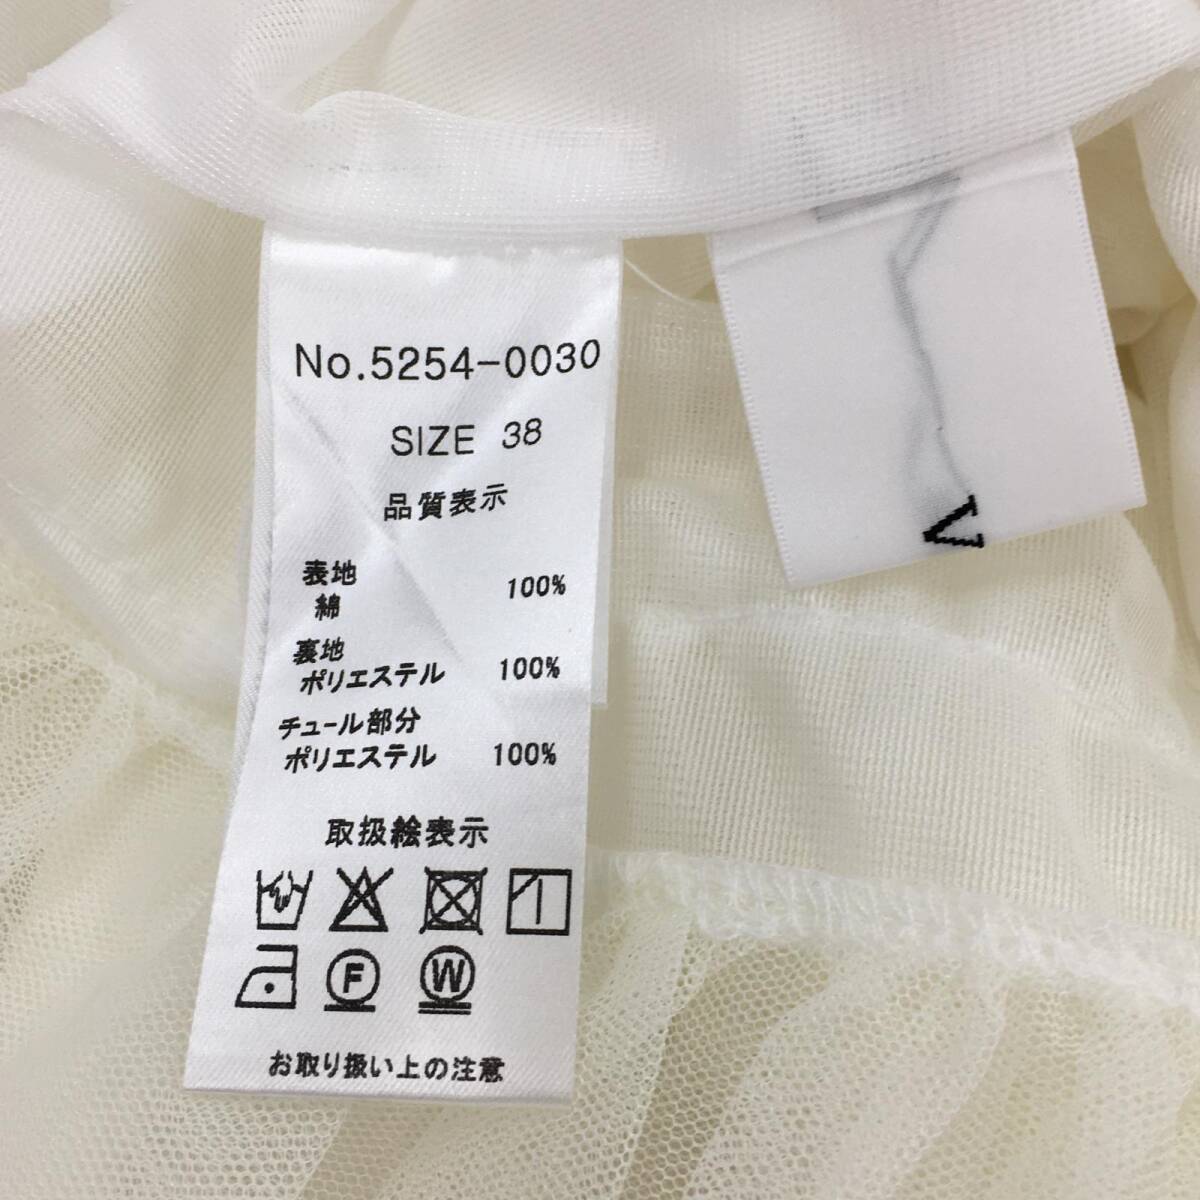 No.5254-0030
SIZE 38
品質表示
表地
綿 100%
裏地
ポリエステル 100%
チュール部分
ポリエステル 100%
取扱絵表示
F W
お取り扱い上の注意
V